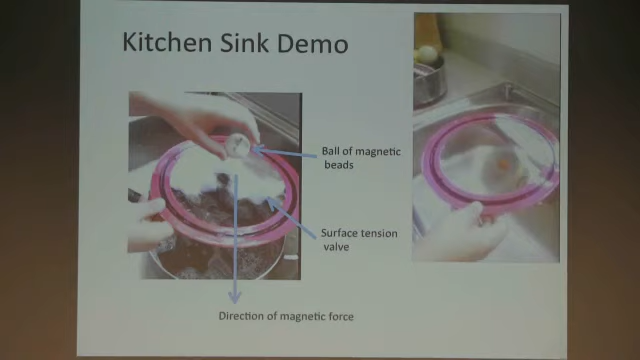 Kitchen Sink Demo
Ball of magnetic
beads
Surface tension
valve
Direction of magnetic force